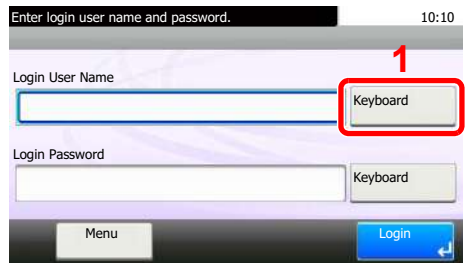 Enter login user name and password. 10:10
1
Login User Name
Keyboard
Login Password
Keyboard
Menu Login